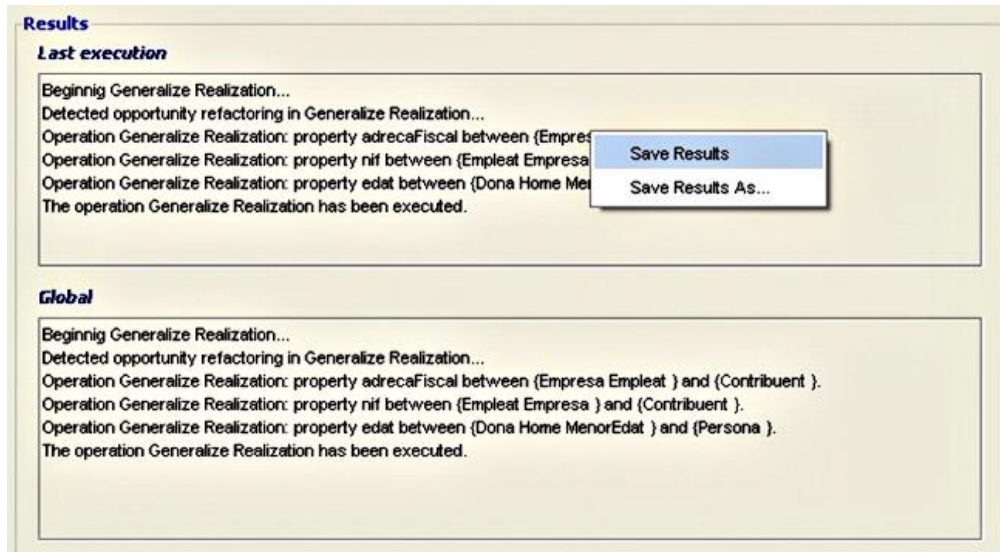 Results
Last execution
Beginnig Generalize Realization...
Detected opportunity refactoring in Generalize Realization...
Operation Generalize Realization: property adrecaFiscal between {Empres
Operation Generalize Realization: property nif between {Empleat Empresa
Operation Generalize Realization: property edat between {Dona Home Me
The operation Generalize Realization has been executed.
Save Results
Save Results As...
Global
Beginnig Generalize Realization...
Detected opportunity refactoring in Generalize Realization...
Operation Generalize Realization: property adrecaFiscal between {Empresa Empleat } and {Contribuent }.
Operation Generalize Realization: property nif between {Empleat Empresa } and {Contribuent }.
Operation Generalize Realization: property edat between {Dona Home MenorEdat } and {Persona }.
The operation Generalize Realization has been executed.